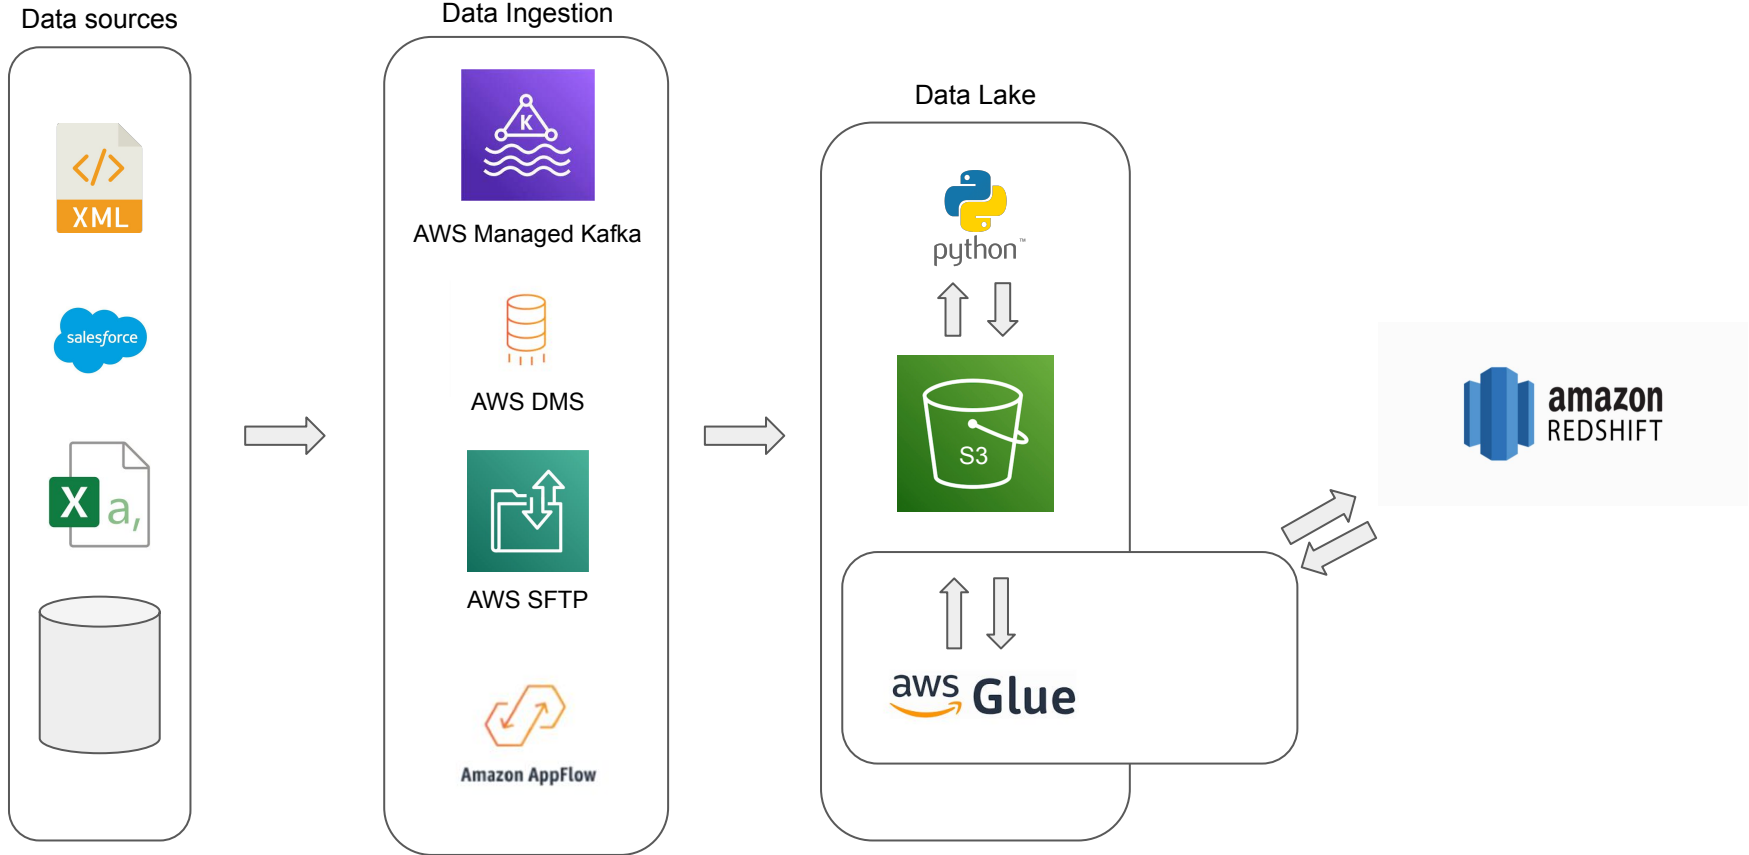 Data sources
</>
XML
salesforce
X a,
Data Ingestion
K
AWS Managed Kafka
AWS DMS
AWS SFTP
Amazon AppFlow
Data Lake
python™
S3
aws Glue
amazon
REDSHIFT